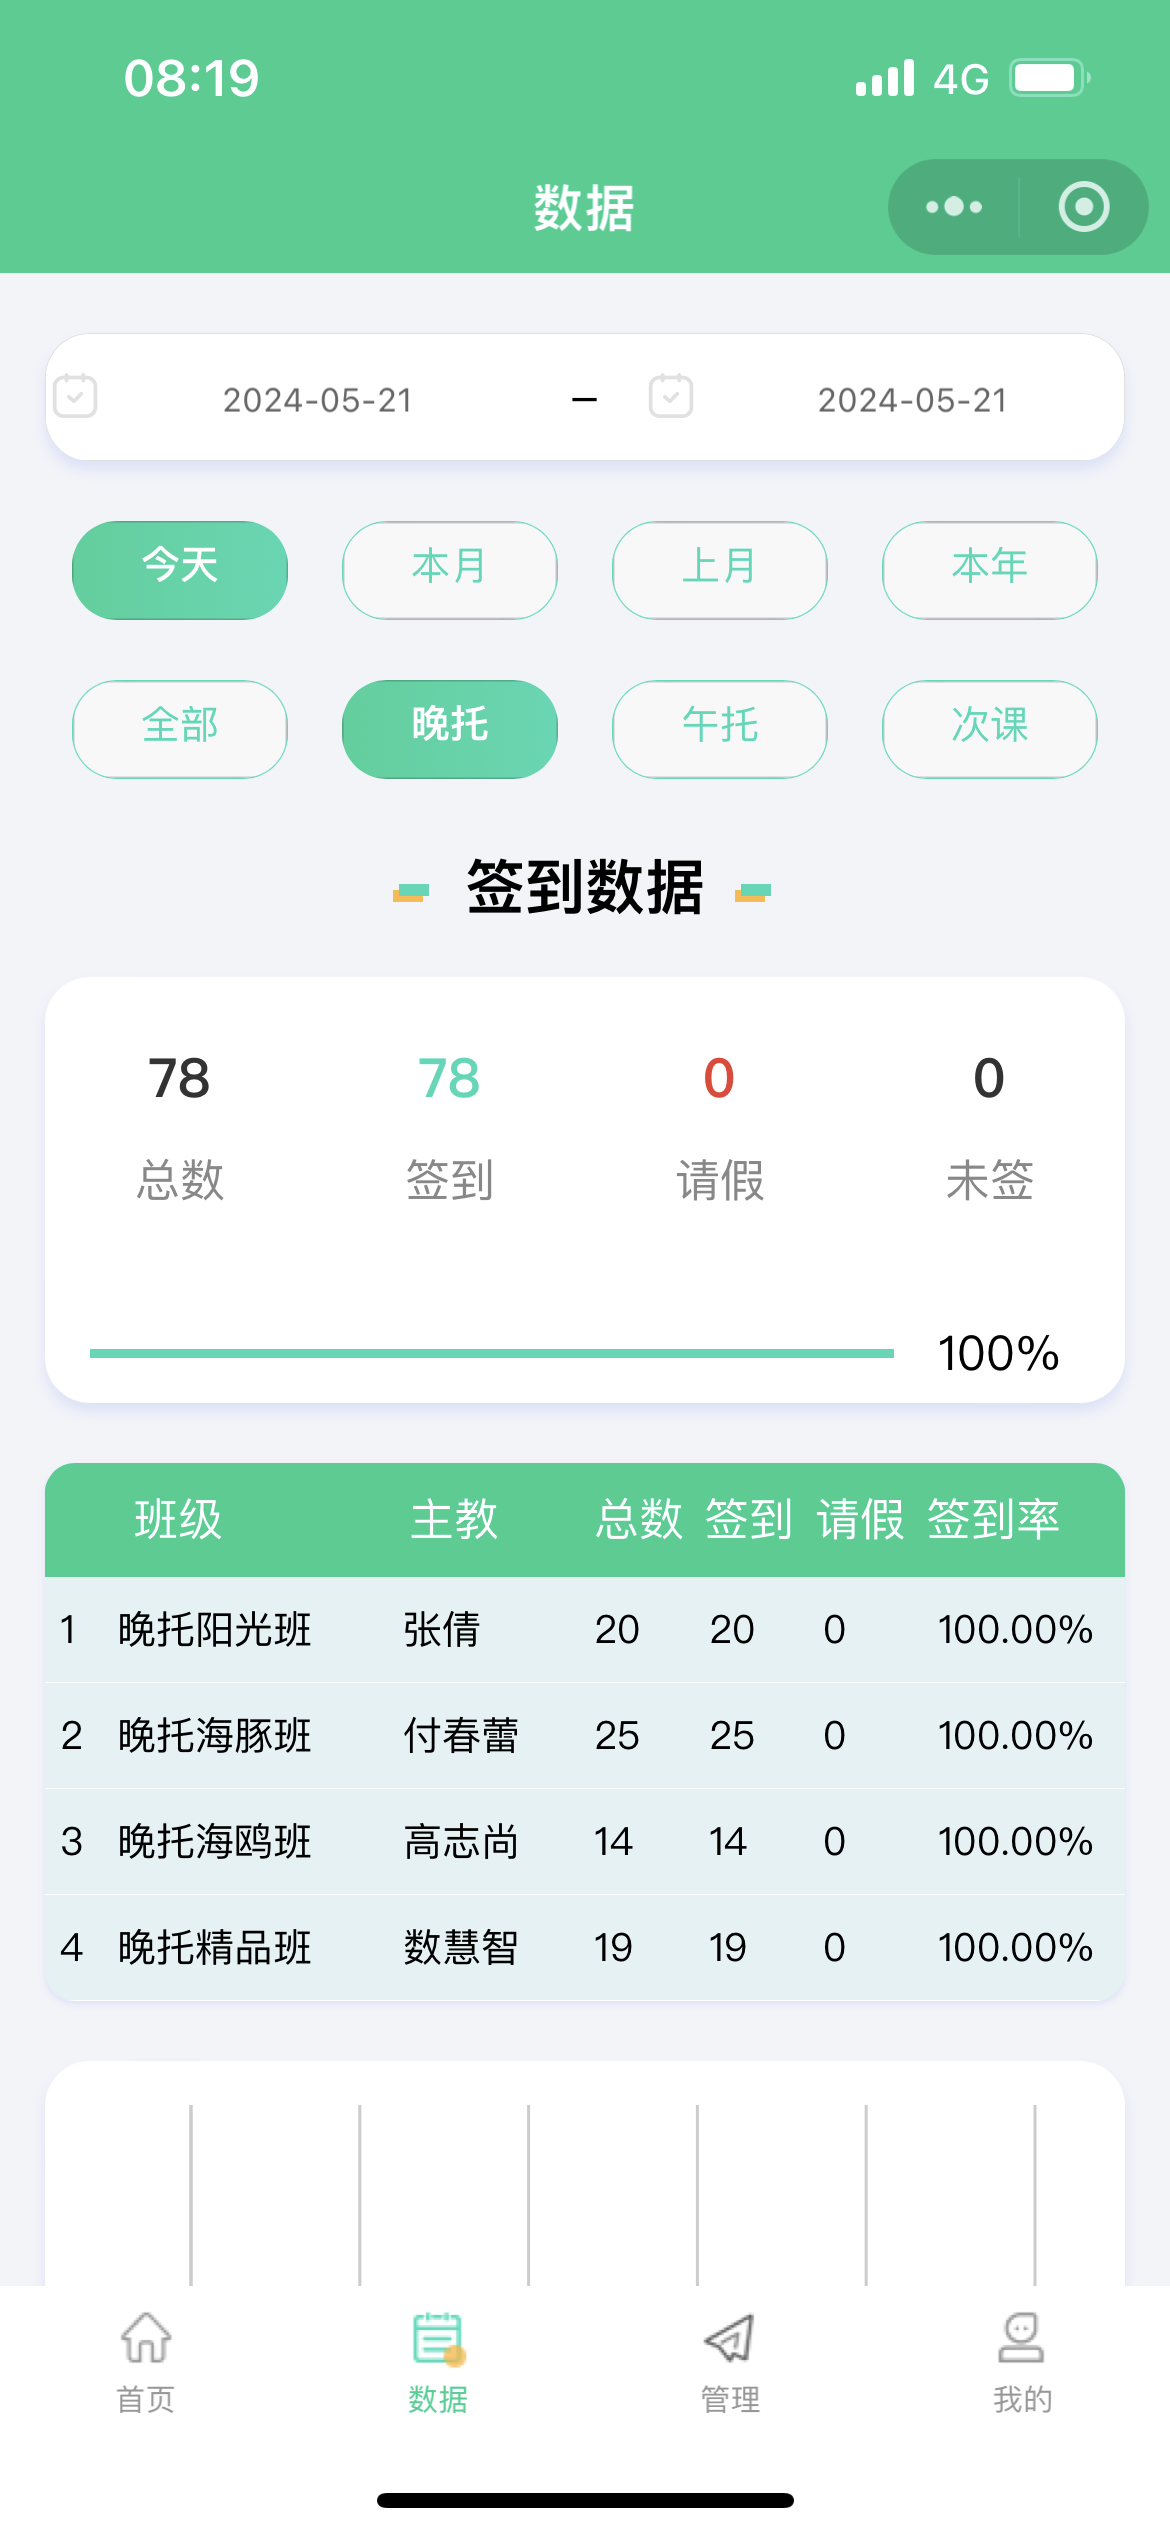 08:19 4G
数据
2024-05-21 – 2024-05-21
今天 本月 上月 本年
全部 晚托 午托 次课
签到数据
78 78 0 0
总数 签到 请假 未签
100%
班级 主教 总数 签到 请假 签到率
1 晚托阳光班 张倩 20 20 0 100.00%
2 晚托海豚班 付春蕾 25 25 0 100.00%
3 晚托海鸥班 高志尚 14 14 0 100.00%
4 晚托精品班 数慧智 19 19 0 100.00%
首页 数据 管理 我的